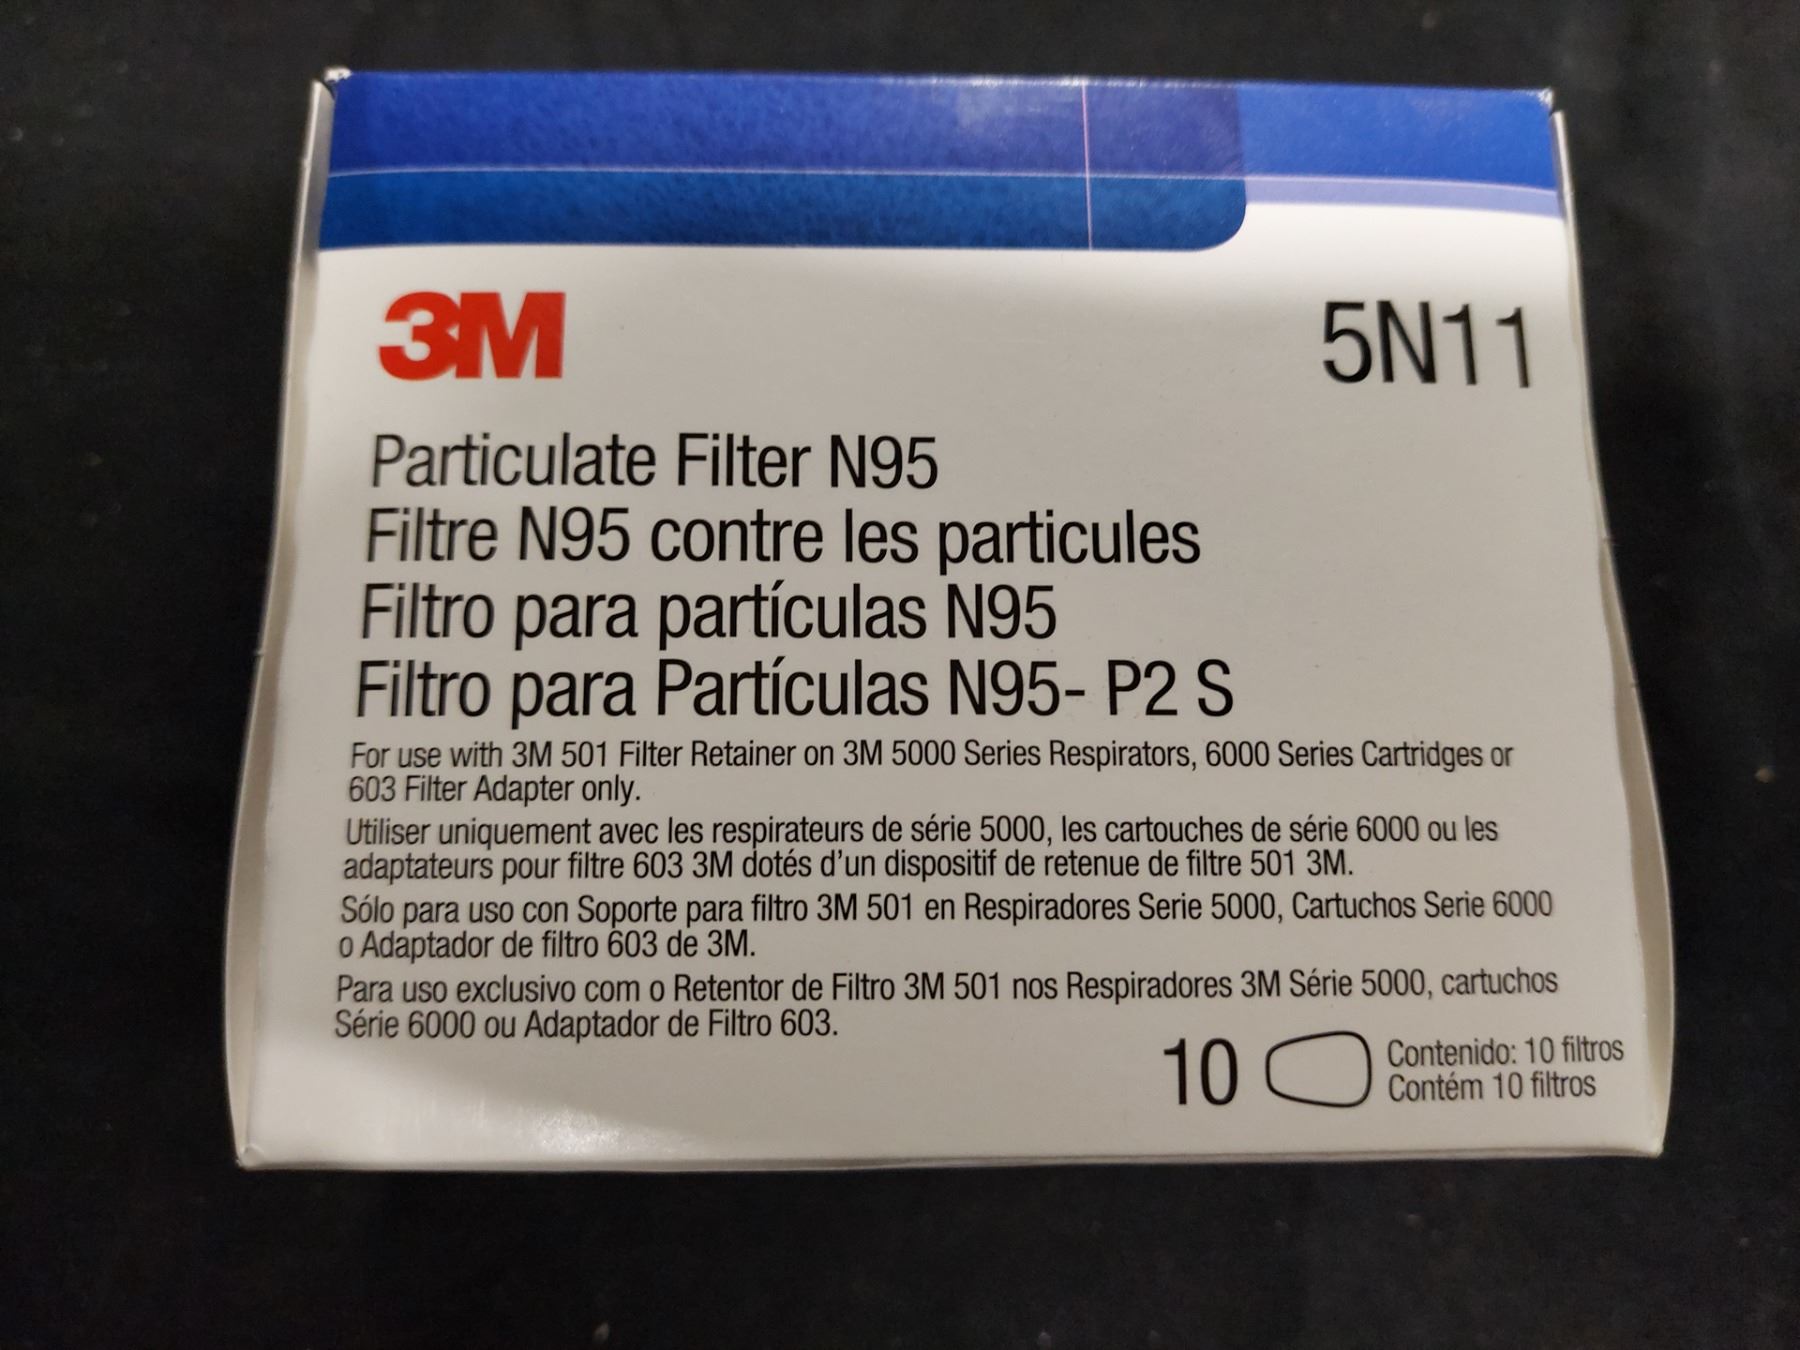 3M
5N11
Particulate Filter N95
Filtre N95 contre les particules
Filtro para partículas N95
Filtro para Partículas N95- P2 S
For use with 3M 501 Filter Retainer on 3M 5000 Series Respirators, 6000 Series Cartridges or
603 Filter Adapter only.
Utiliser uniquement avec les respirateurs de série 5000, les cartouches de série 6000 ou les
adaptateurs pour filtre 603 3M dotés d'un dispositif de retenue de filtre 501 3M.
Sólo para uso con Soporte para filtro 3M 501 en Respiradores Serie 5000, Cartuchos Serie 6000
o Adaptador de filtro 603 de 3M.
Para uso exclusivo com o Retentor de Filtro 3M 501 nos Respiradores 3M Série 5000, cartuchos
Série 6000 ou Adaptador de Filtro 603.
10
Contenido: 10 filtros
Contém 10 filtros